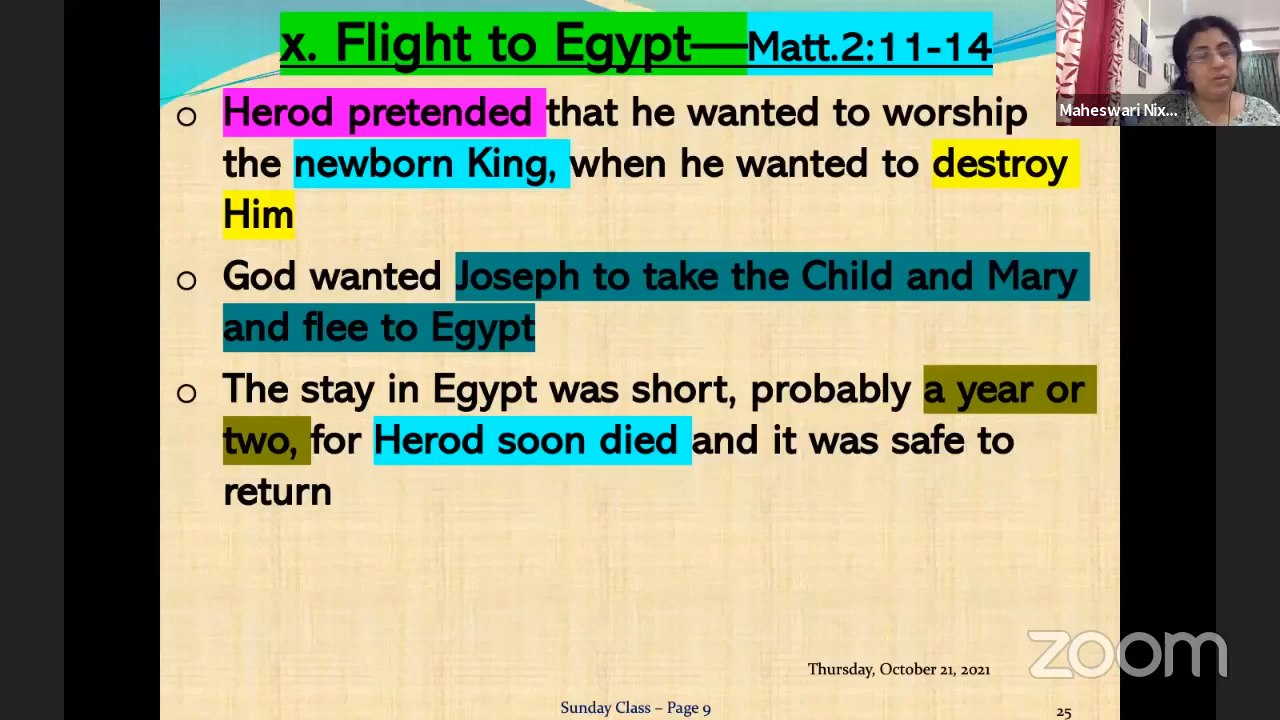 x. Flight to Egypt—Matt.2:11-14
Maheswari Nix...
o Herod pretended that he wanted to worship
the newborn King, when he wanted to destroy
Him
o God wanted Joseph to take the Child and Mary
and flee to Egypt
o The stay in Egypt was short, probably a year or
two, for Herod soon died and it was safe to
return
zoom
Thursday, October 21, 2021
Sunday Class – Page 9
25